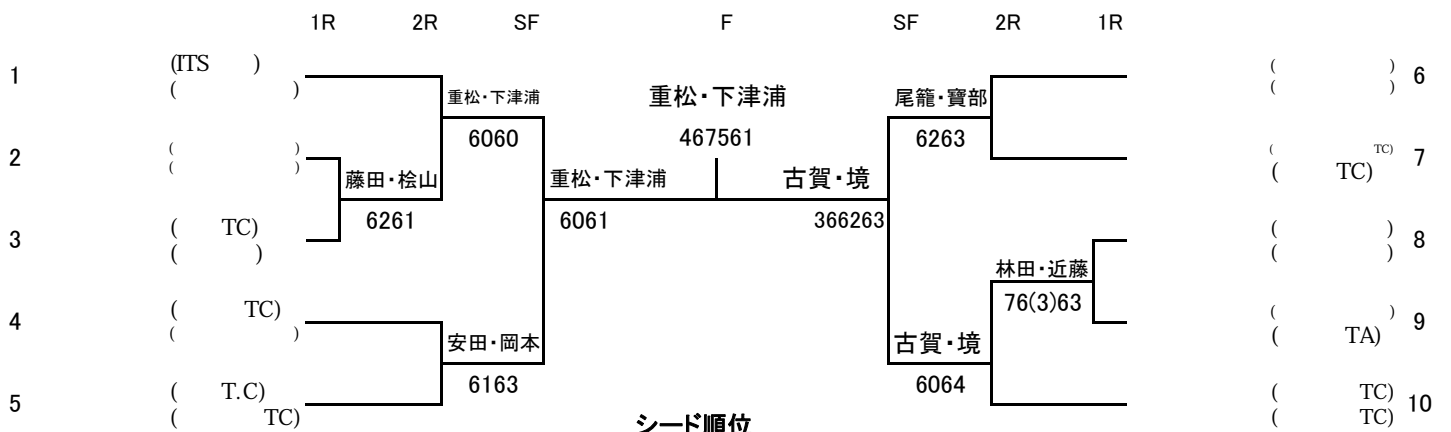 1R 2R SF F SF 2R 1R
1 (ITS )
( )
( ) 6
( )
重松・下津浦 重松・下津浦 尾籠・寶部
6060 467561 6263
2 ( )
( )
( TC) 7
( TC)
藤田・桧山 重松・下津浦 古賀・境
6261 6061 366263
3 ( TC)
( )
( ) 8
( )
林田・近藤
76(3)63
4 ( TC)
( )
( ) 9
( TA)
安田・岡本 古賀・境
6163 6064
5 ( T.C)
( TC)
( TC) 10
( TC)
シード順位